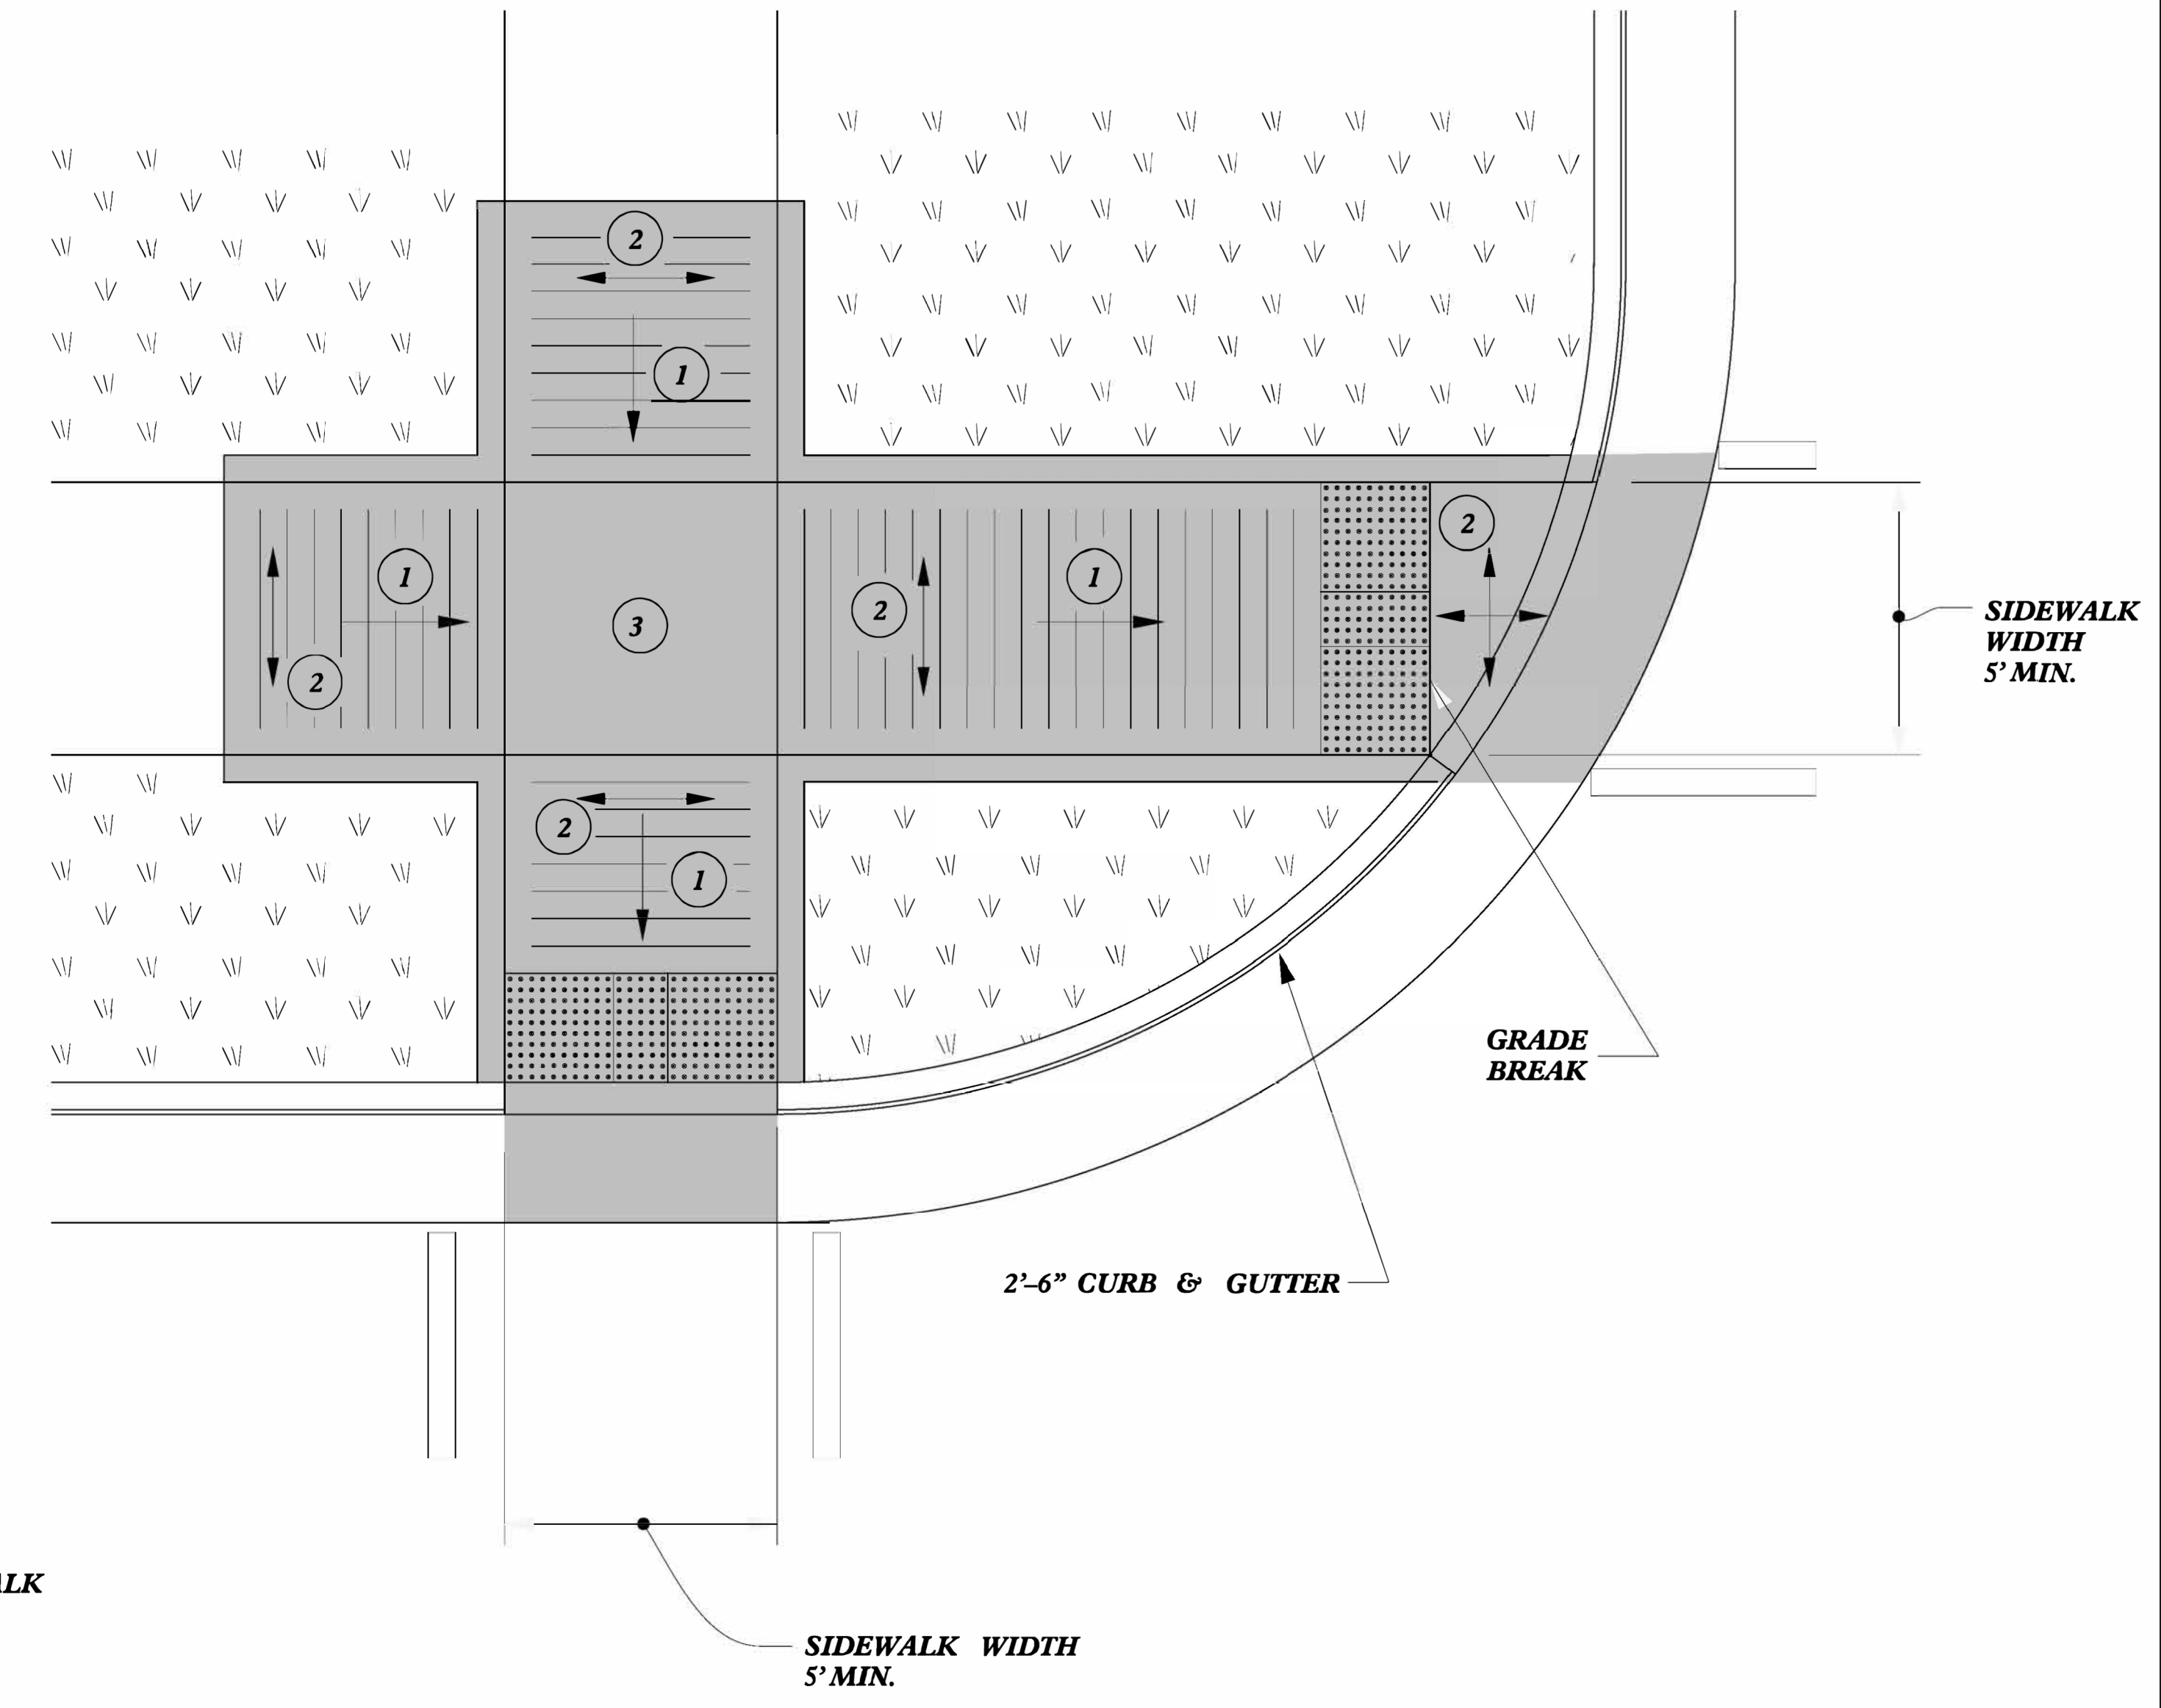 2
1
2
1
3
2
1
2
2
1
SIDEWALK
WIDTH
5' MIN.
GRADE
BREAK
2'–6” CURB & GUTTER
LK
SIDEWALK WIDTH
5' MIN.